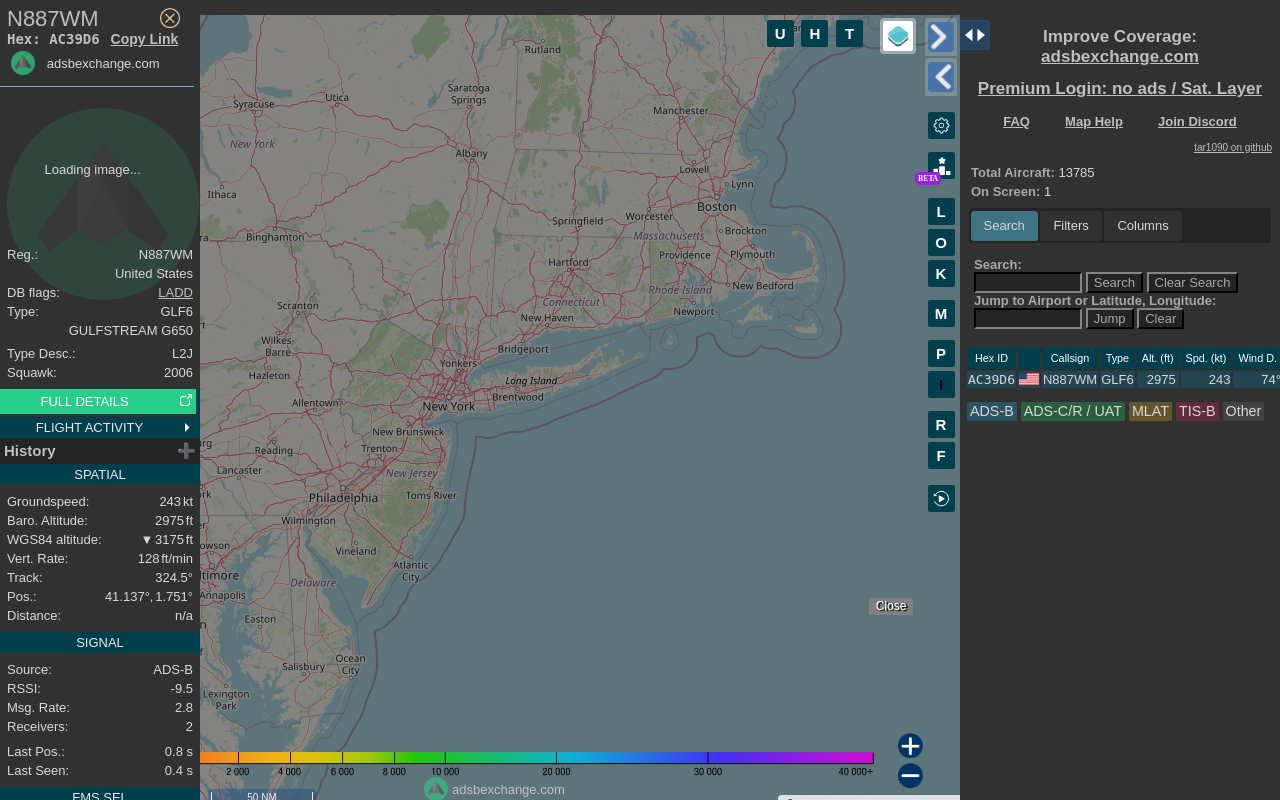 N887WM
Hex: AC39D6 Copy Link
adsbexchange.com
Loading image...
Reg.: N887WM
United States
DB flags: LADD
Type: GLF6
GULFSTREAM G650
Type Desc.: L2J
Squawk: 2006
FULL DETAILS
FLIGHT ACTIVITY
History
SPATIAL
Groundspeed: 243 kt
Baro. Altitude: 2975 ft
WGS84 altitude: ▼ 3175 ft
Vert. Rate: 128 ft/min
Track: 324.5°
Pos.: 41.137°, 1.751°
Distance: n/a
SIGNAL
Source: ADS-B
RSSI: -9.5
Msg. Rate: 2.8
Receivers: 2
Last Pos.: 0.8 s
Last Seen: 0.4 s
FMS SEL
Rutland
Syracuse
Utica
Saratoga
Springs
Manchester
New York
Albany
Lowell
Lynn
Ithaca
Boston
Binghamton
Springfield
Worcester
Massachusetts
Brockton
Providence
Plymouth
Hartford
New Bedford
Rhode Island
Connecticut
Newport
Scranton
New Haven
Wilkes-
Barre
Bridgeport
Hazleton
Yonkers
Long Island
Brentwood
Allentown
New York
New Brunswick
Reading
Trenton
Lancaster
New Jersey
Philadelphia
Toms River
Wilmington
Vineland
Atlantic
City
Delaware
Annapolis
Easton
Ocean
City
Salisbury
Lexington
Park
U H T
BETA
L
O
K
M
P
I
R
F
Close
2 000 4 000 6 000 8 000 10 000 20 000 30 000 40 000+
adsbexchange.com
50 NM
Improve Coverage:
adsbexchange.com
Premium Login: no ads / Sat. Layer
FAQ Map Help Join Discord
tar1090 on github
Total Aircraft: 13785
On Screen: 1
Search Filters Columns
Search:
Search Clear Search
Jump to Airport or Latitude, Longitude:
Jump Clear
Hex ID Callsign Type Alt. (ft) Spd. (kt) Wind D.
AC39D6 N887WM GLF6 2975 243 74°
ADS-B ADS-C/R / UAT MLAT TIS-B Other